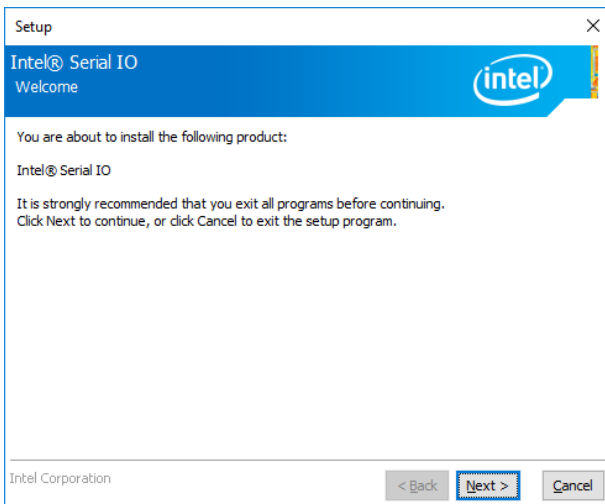 Setup
Intel® Serial IO
Welcome
intel
You are about to install the following product:
Intel® Serial IO
It is strongly recommended that you exit all programs before continuing.
Click Next to continue, or click Cancel to exit the setup program.
Intel Corporation
< Back
Next >
Cancel